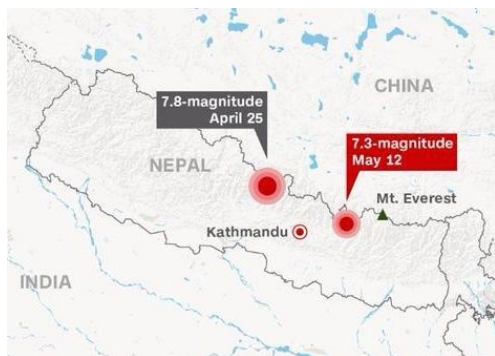 CHINA
7.8-magnitude
April 25
7.3-magnitude
May 12
NEPAL
Mt. Everest
Kathmandu
INDIA